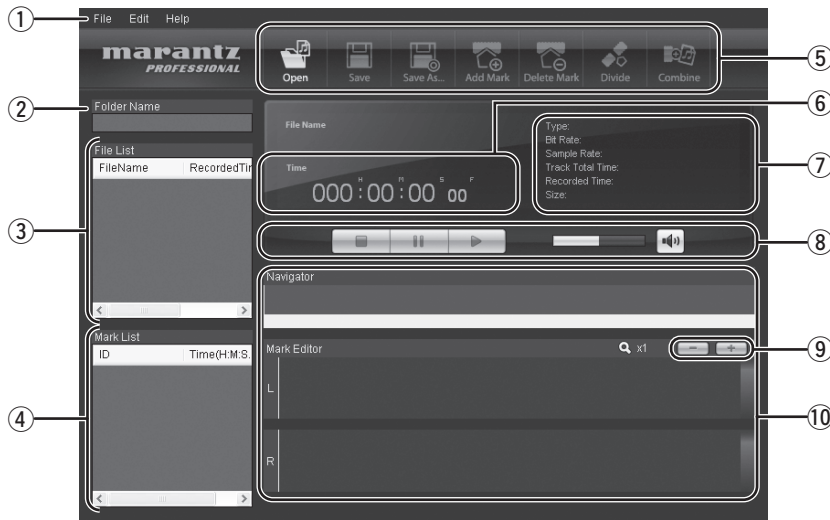 ① File Edit Help
marantz
PROFESSIONAL
Open Save Save As... Add Mark Delete Mark Divide Combine
⑤
② Folder Name
⑥
File Name
Type:
Bit Rate:
Sample Rate:
Track Total Time:
Recorded Time:
Size:
⑦
③ File List
FileName RecordedTir
Time
H M S F
000:00:00 00
⑧
Navigator
④ Mark List
ID Time(H:M:S.
Mark Editor x1 - +
⑨
L
⑩
R